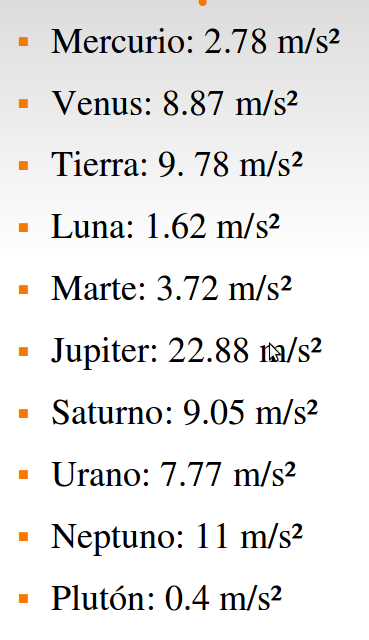 ▪ Mercurio: 2.78 m/s²
▪ Venus: 8.87 m/s²
▪ Tierra: 9. 78 m/s²
▪ Luna: 1.62 m/s²
▪ Marte: 3.72 m/s²
▪ Jupiter: 22.88 m/s²
▪ Saturno: 9.05 m/s²
▪ Urano: 7.77 m/s²
▪ Neptuno: 11 m/s²
▪ Plutón: 0.4 m/s²